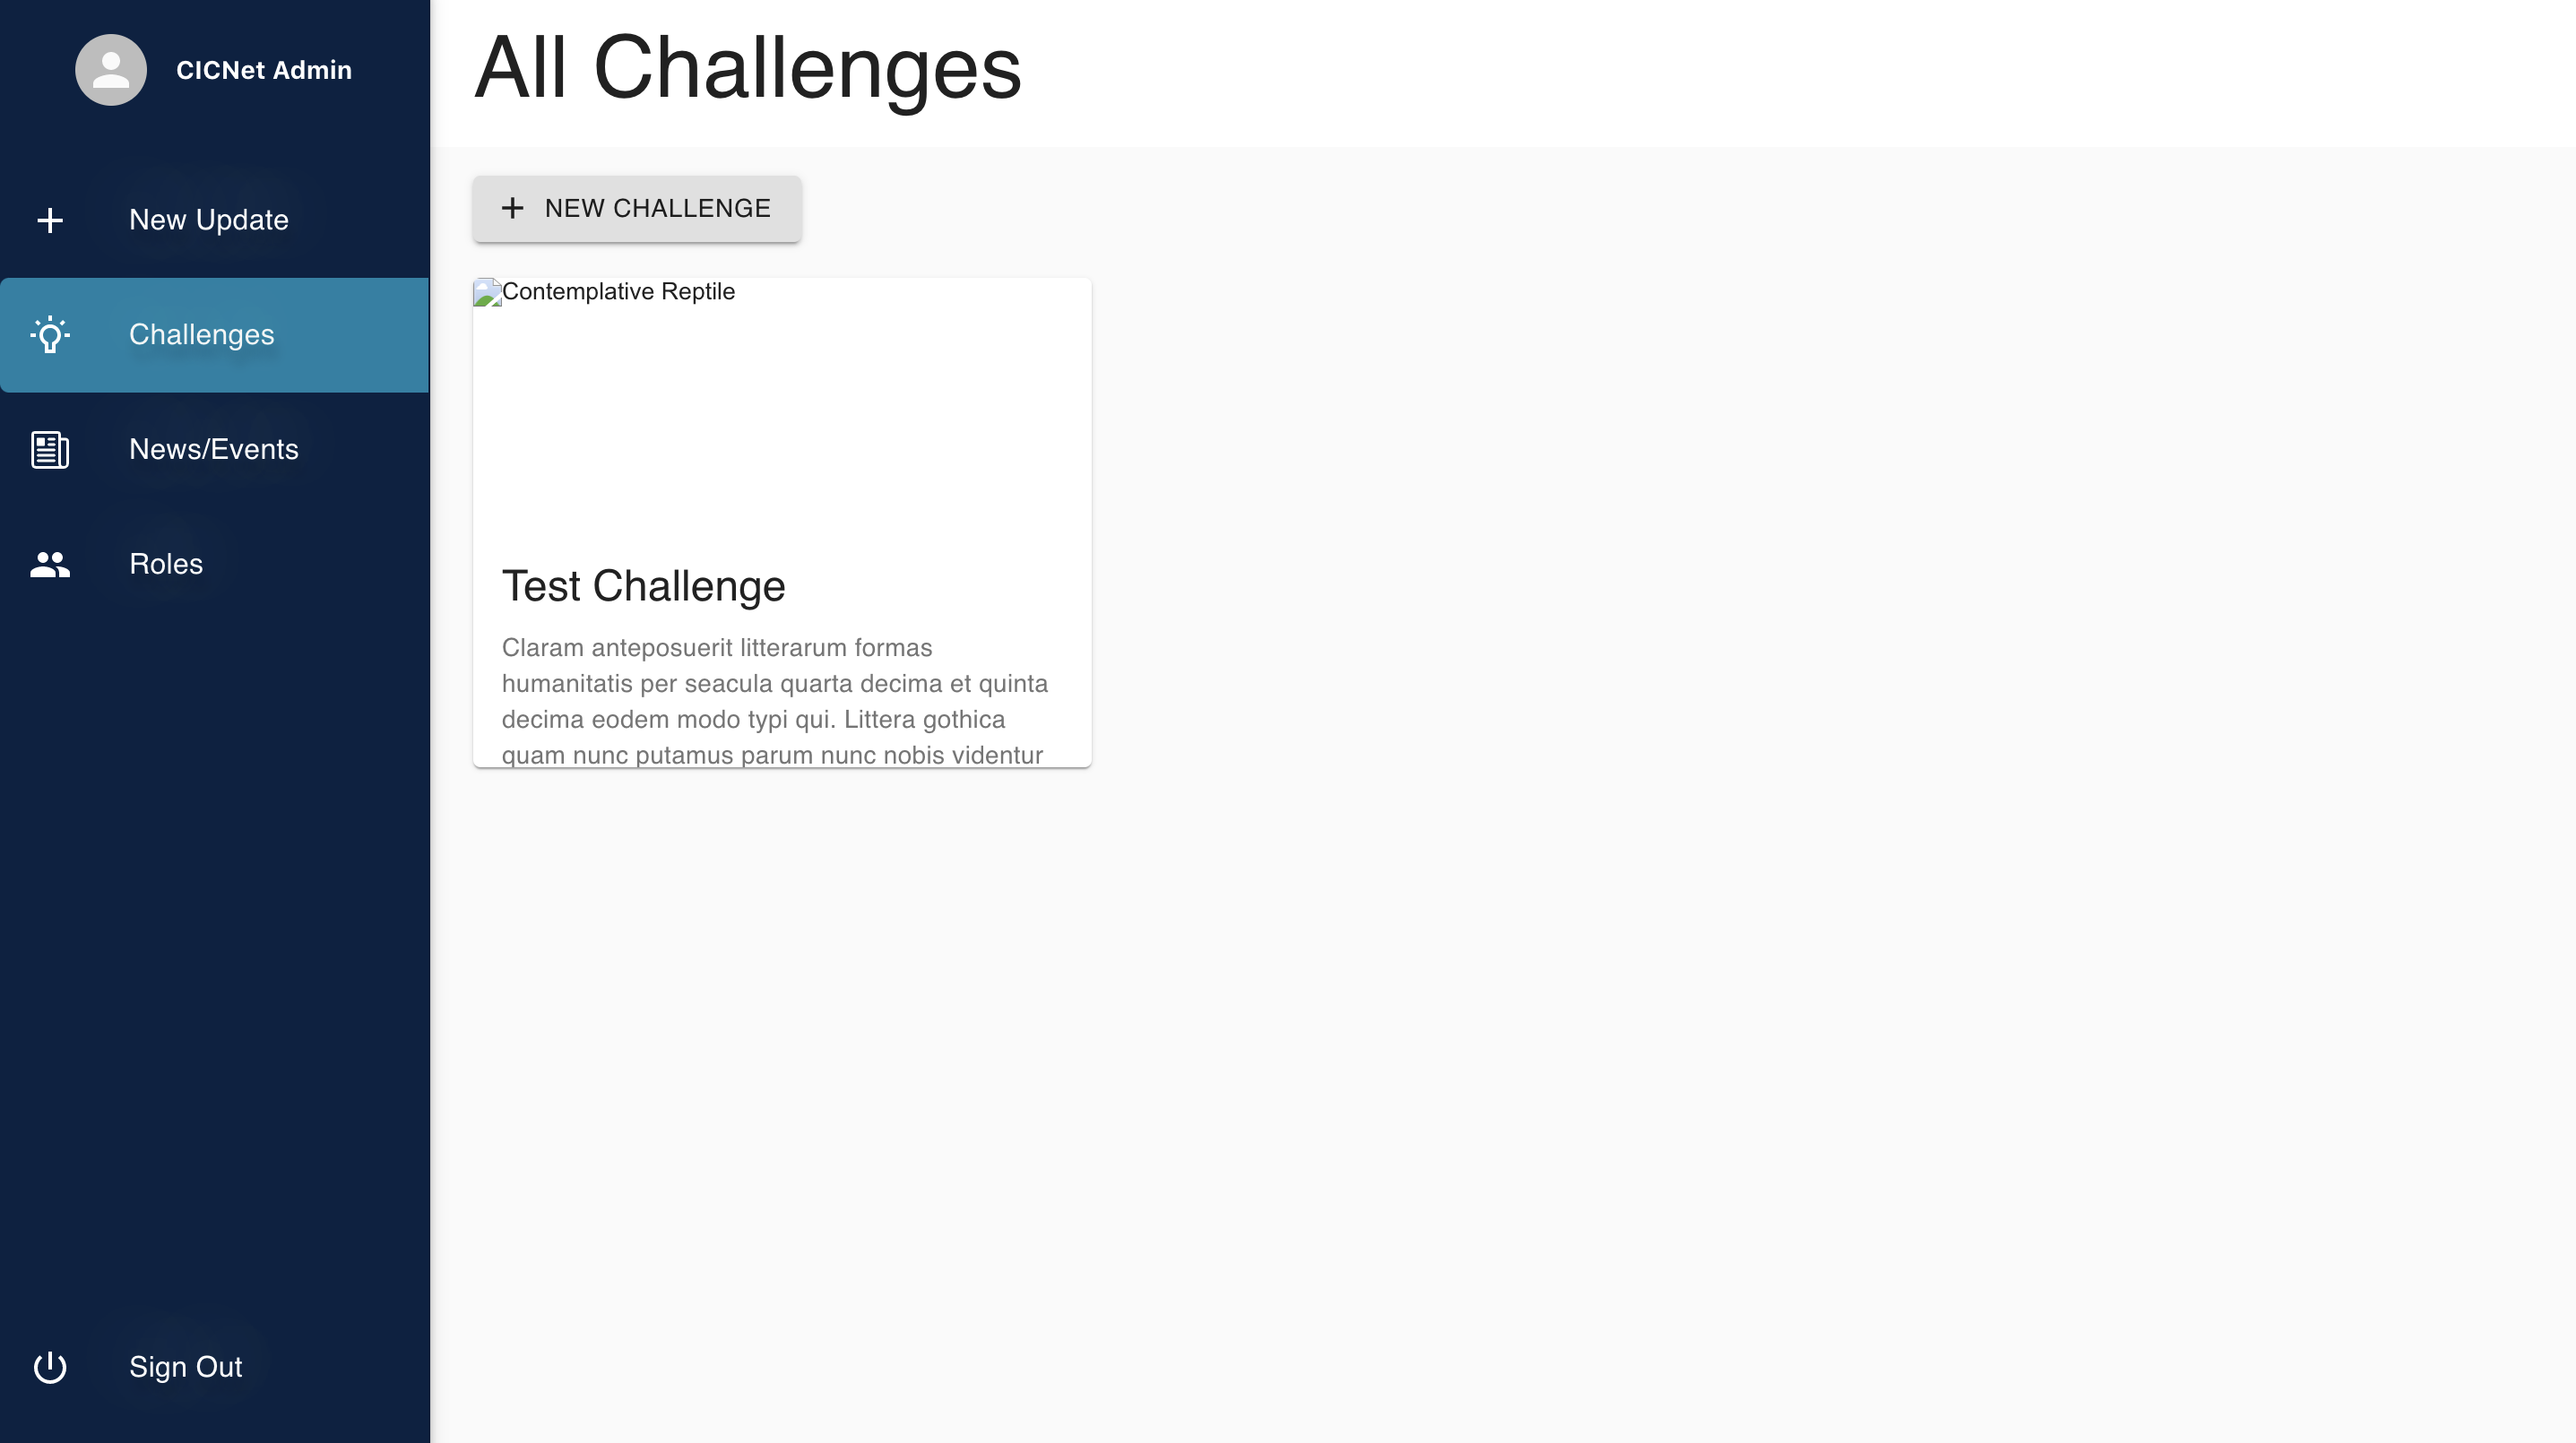 CICNet Admin
New Update
Challenges
News/Events
Roles
Sign Out
All Challenges
NEW CHALLENGE
Contemplative Reptile
Test Challenge
Claram anteposuerit litterarum formas
humanitatis per seacula quarta decima et quinta
decima eodem modo typi qui. Littera gothica
quam nunc putamus parum nunc nobis videntur